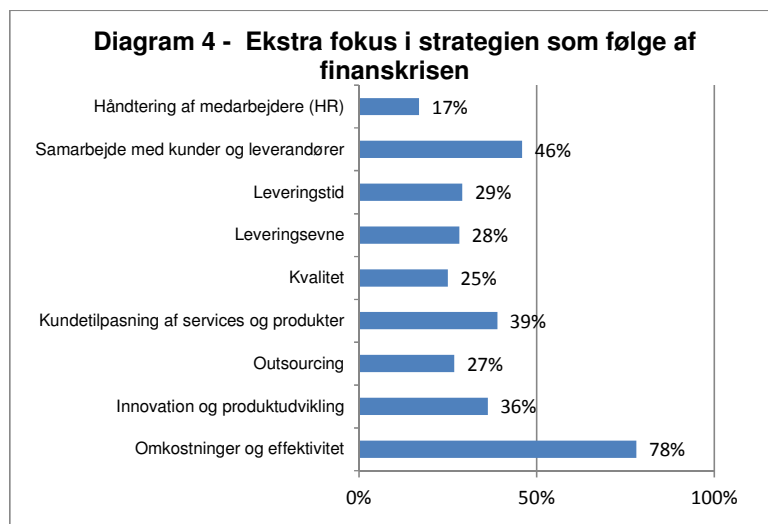 Diagram 4 - Ekstra fokus i strategien som følge af
finanskrisen
Håndtering af medarbejdere (HR) 17%
Samarbejde med kunder og leverandører 46%
Leveringstid 29%
Leveringsevne 28%
Kvalitet 25%
Kundetilpasning af services og produkter 39%
Outsourcing 27%
Innovation og produktudvikling 36%
Omkostninger og effektivitet 78%
0% 50% 100%